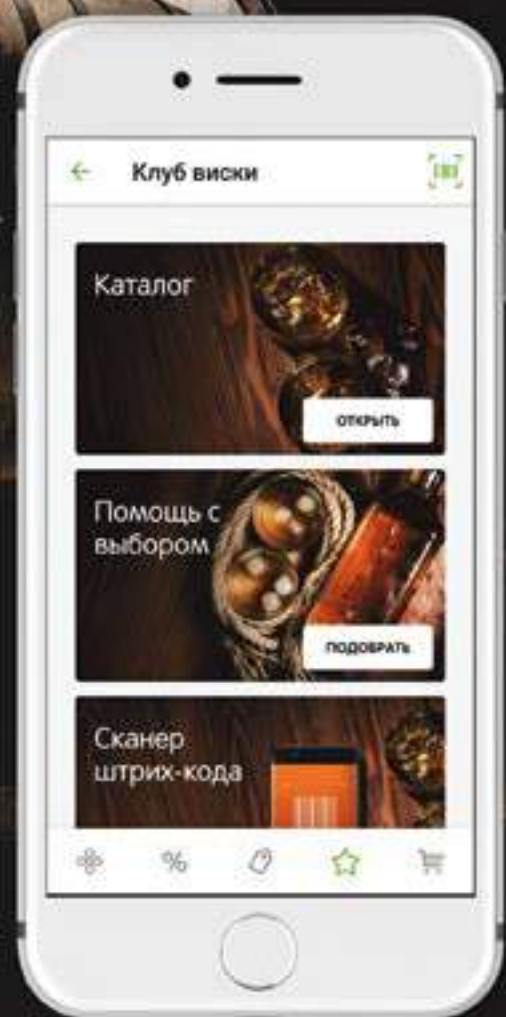 Клуб виски
Каталог
ОТКРЫТЬ
Помощь с
выбором
ПОДОБРАТЬ
Сканер
штрих-кода
%